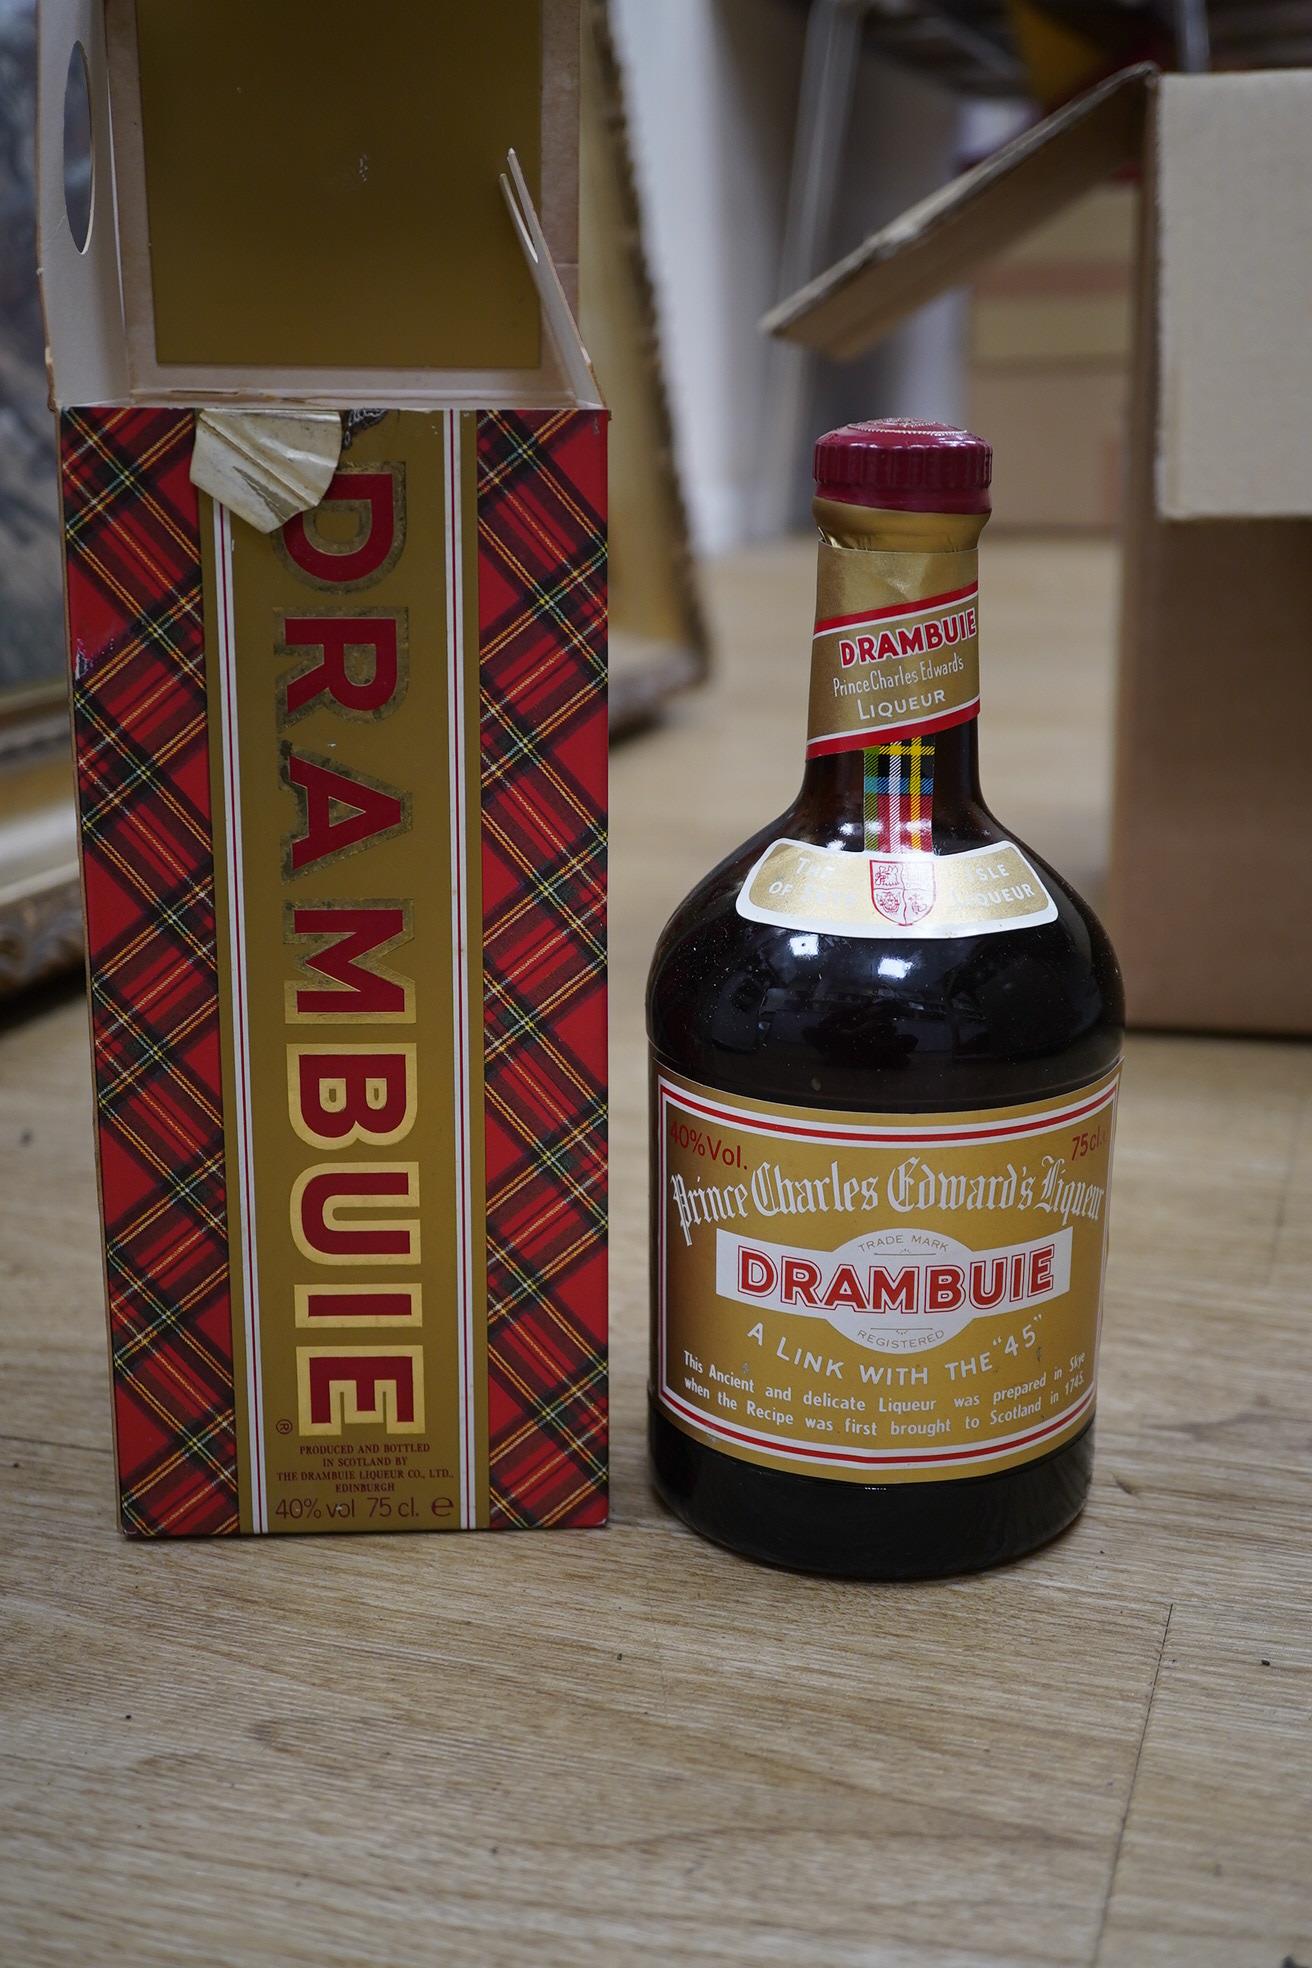 DRAMBUIE
®
PRODUCED AND BOTTLED
IN SCOTLAND BY
THE DRAMBUIE LIQUEUR CO., LTD.,
EDINBURGH
40% vol 75 cl. e
DRAMBUIE
Prince Charles Edward's
LIQUEUR
THE ISLE
OF SKYE LIQUEUR
40%Vol. 75cl.
Prince Charles Edward's Liqueur
TRADE MARK
DRAMBUIE
REGISTERED
A LINK WITH THE "45"
This Ancient and delicate Liqueur was prepared in Skye
when the Recipe was first brought to Scotland in 1745.